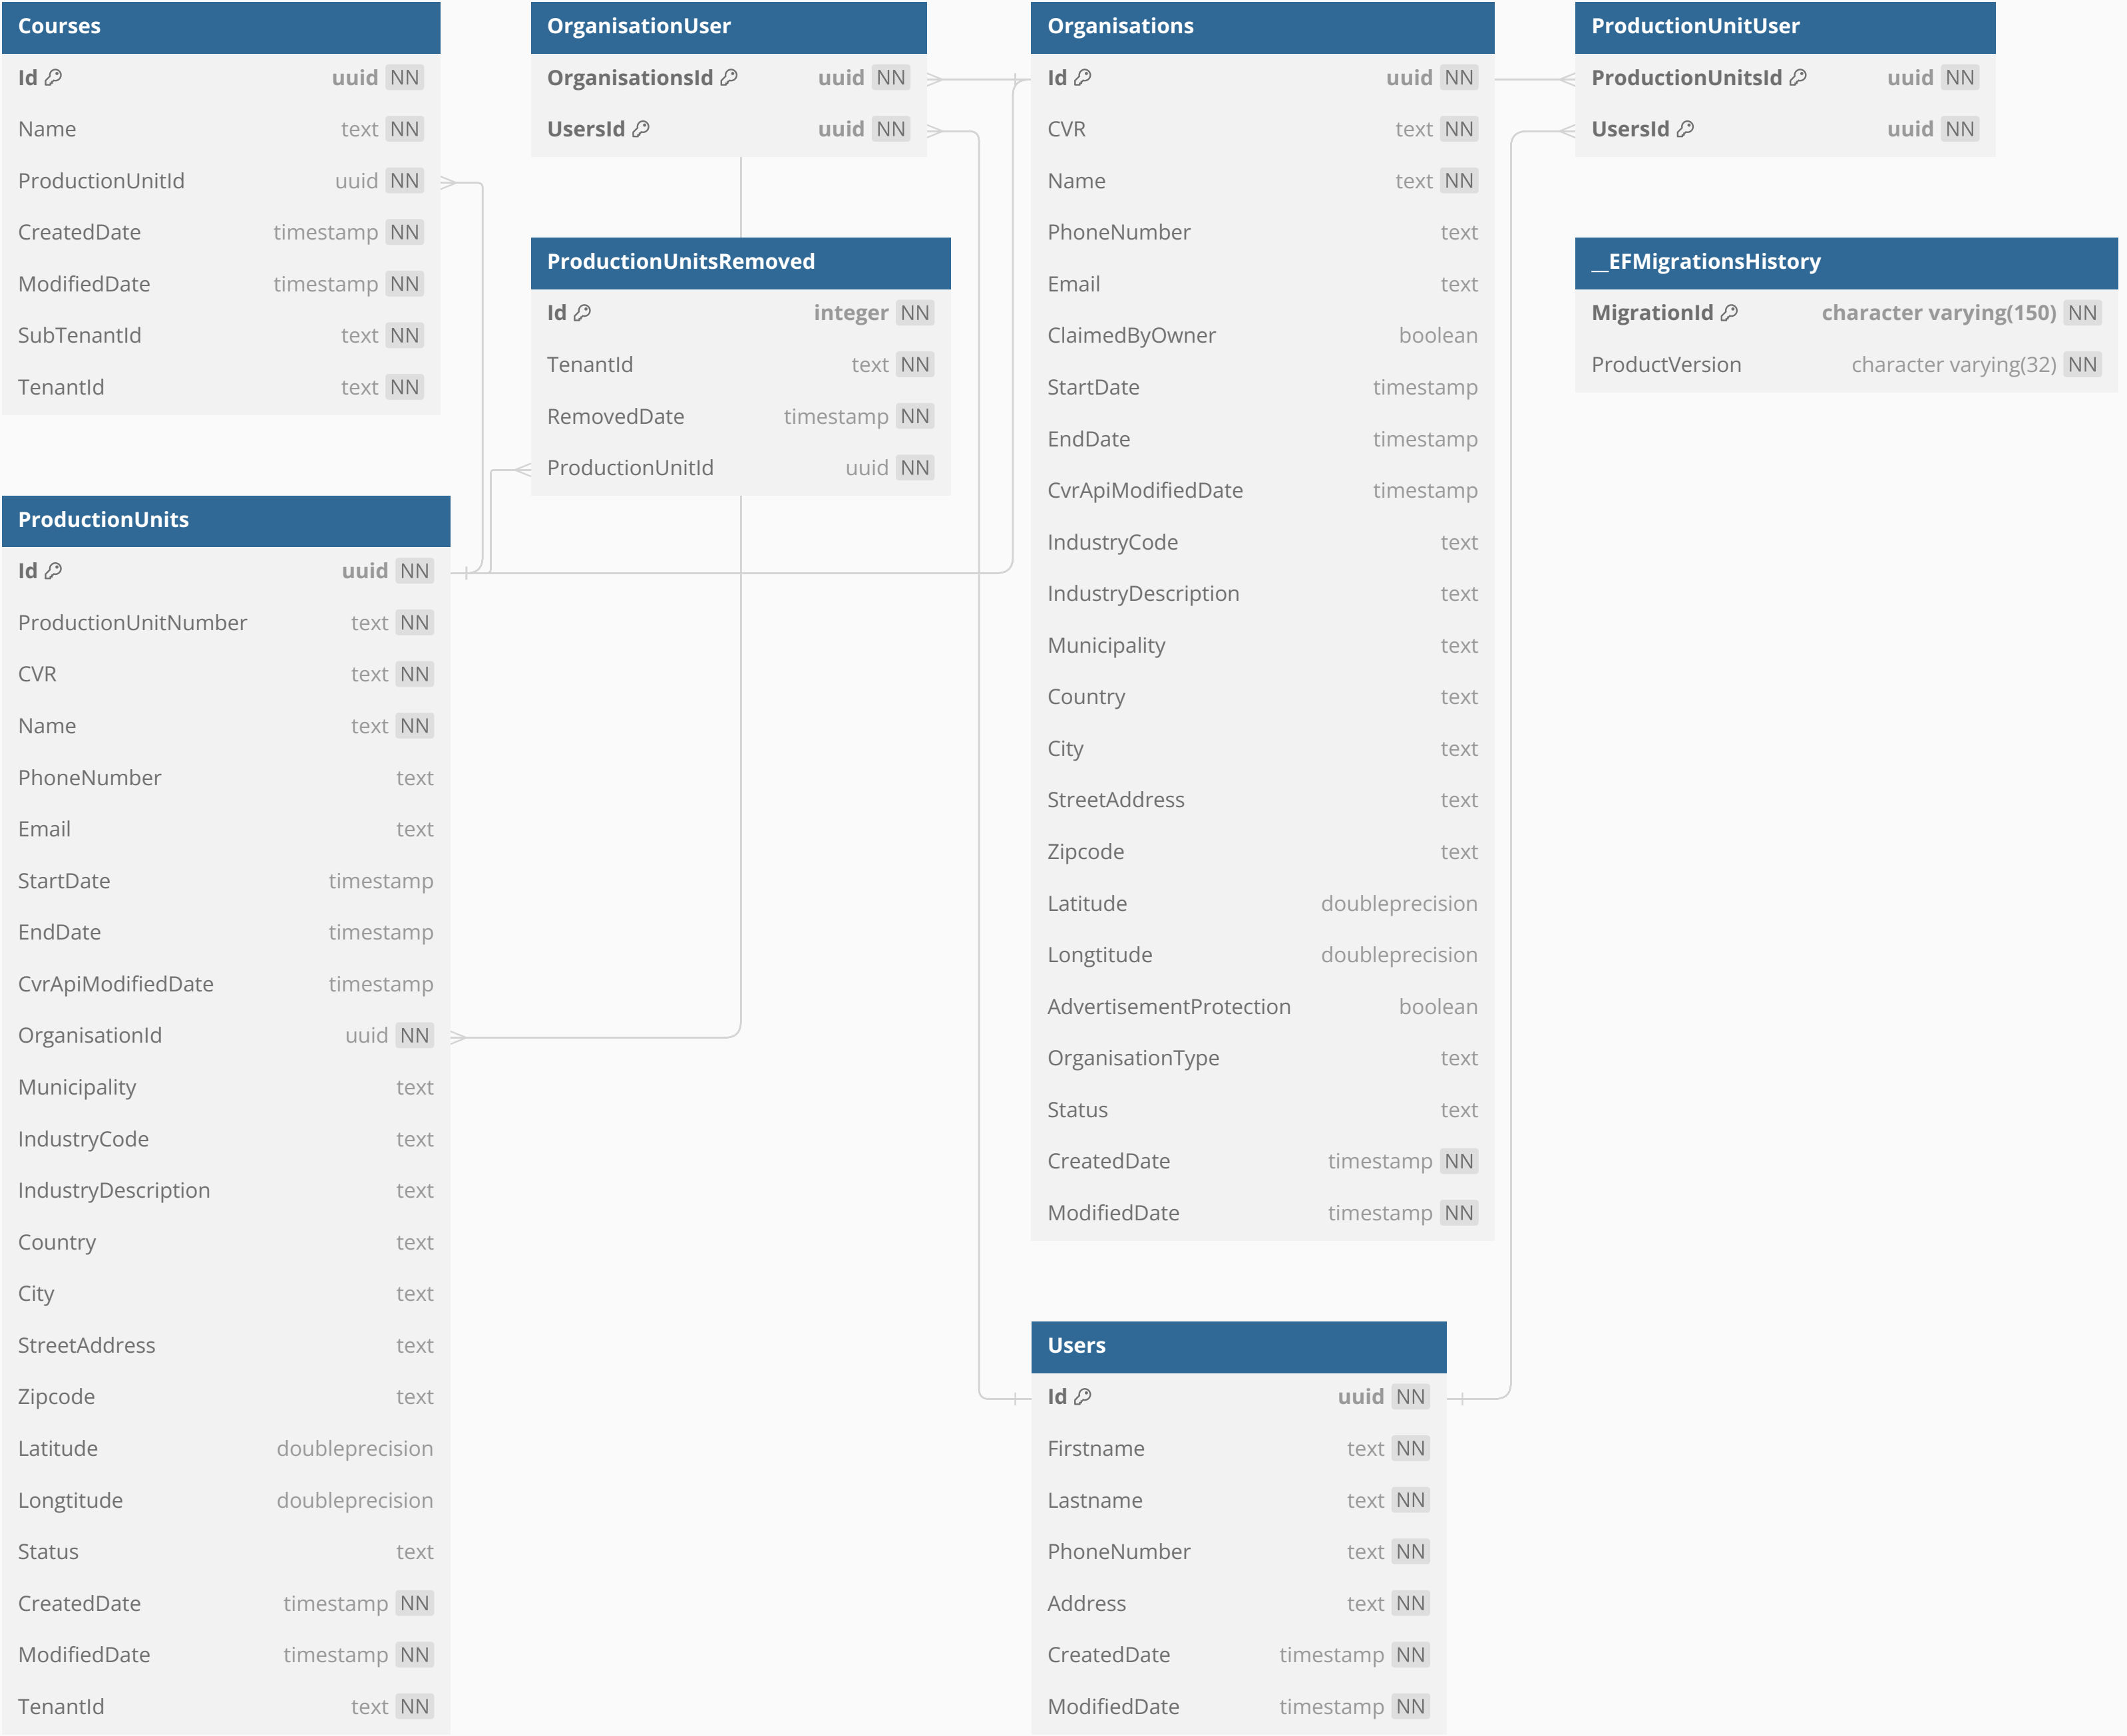 Courses
Id uuid NN
Name text NN
ProductionUnitId uuid NN
CreatedDate timestamp NN
ModifiedDate timestamp NN
SubTenantId text NN
TenantId text NN
ProductionUnits
Id uuid NN
ProductionUnitNumber text NN
CVR text NN
Name text NN
PhoneNumber text
Email text
StartDate timestamp
EndDate timestamp
CvrApiModifiedDate timestamp
OrganisationId uuid NN
Municipality text
IndustryCode text
IndustryDescription text
Country text
City text
StreetAddress text
Zipcode text
Latitude doubleprecision
Longtitude doubleprecision
Status text
CreatedDate timestamp NN
ModifiedDate timestamp NN
TenantId text NN
OrganisationUser
OrganisationsId uuid NN
UsersId uuid NN
ProductionUnitsRemoved
Id integer NN
TenantId text NN
RemovedDate timestamp NN
ProductionUnitId uuid NN
Organisations
Id uuid NN
CVR text NN
Name text NN
PhoneNumber text
Email text
ClaimedByOwner boolean
StartDate timestamp
EndDate timestamp
CvrApiModifiedDate timestamp
IndustryCode text
IndustryDescription text
Municipality text
Country text
City text
StreetAddress text
Zipcode text
Latitude doubleprecision
Longtitude doubleprecision
AdvertisementProtection boolean
OrganisationType text
Status text
CreatedDate timestamp NN
ModifiedDate timestamp NN
Users
Id uuid NN
Firstname text NN
Lastname text NN
PhoneNumber text NN
Address text NN
CreatedDate timestamp NN
ModifiedDate timestamp NN
ProductionUnitUser
ProductionUnitsId uuid NN
UsersId uuid NN
__EFMigrationsHistory
MigrationId character varying(150) NN
ProductVersion character varying(32) NN